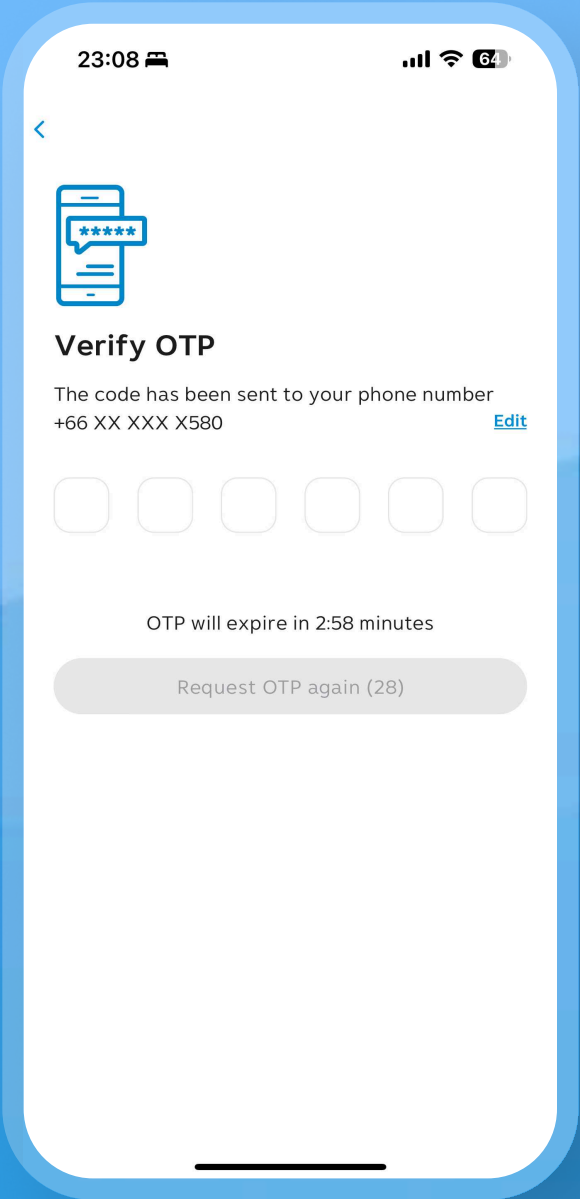 23:08
64
*****
Verify OTP
The code has been sent to your phone number
+66 XX XXX X580
Edit
OTP will expire in 2:58 minutes
Request OTP again (28)